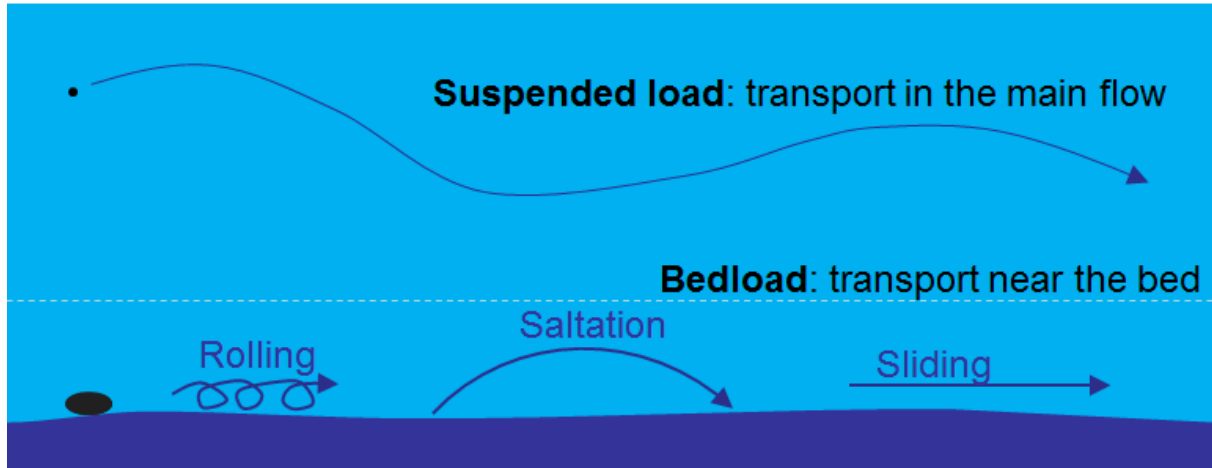 Suspended load: transport in the main flow
Bedload: transport near the bed
Saltation
Rolling
Sliding